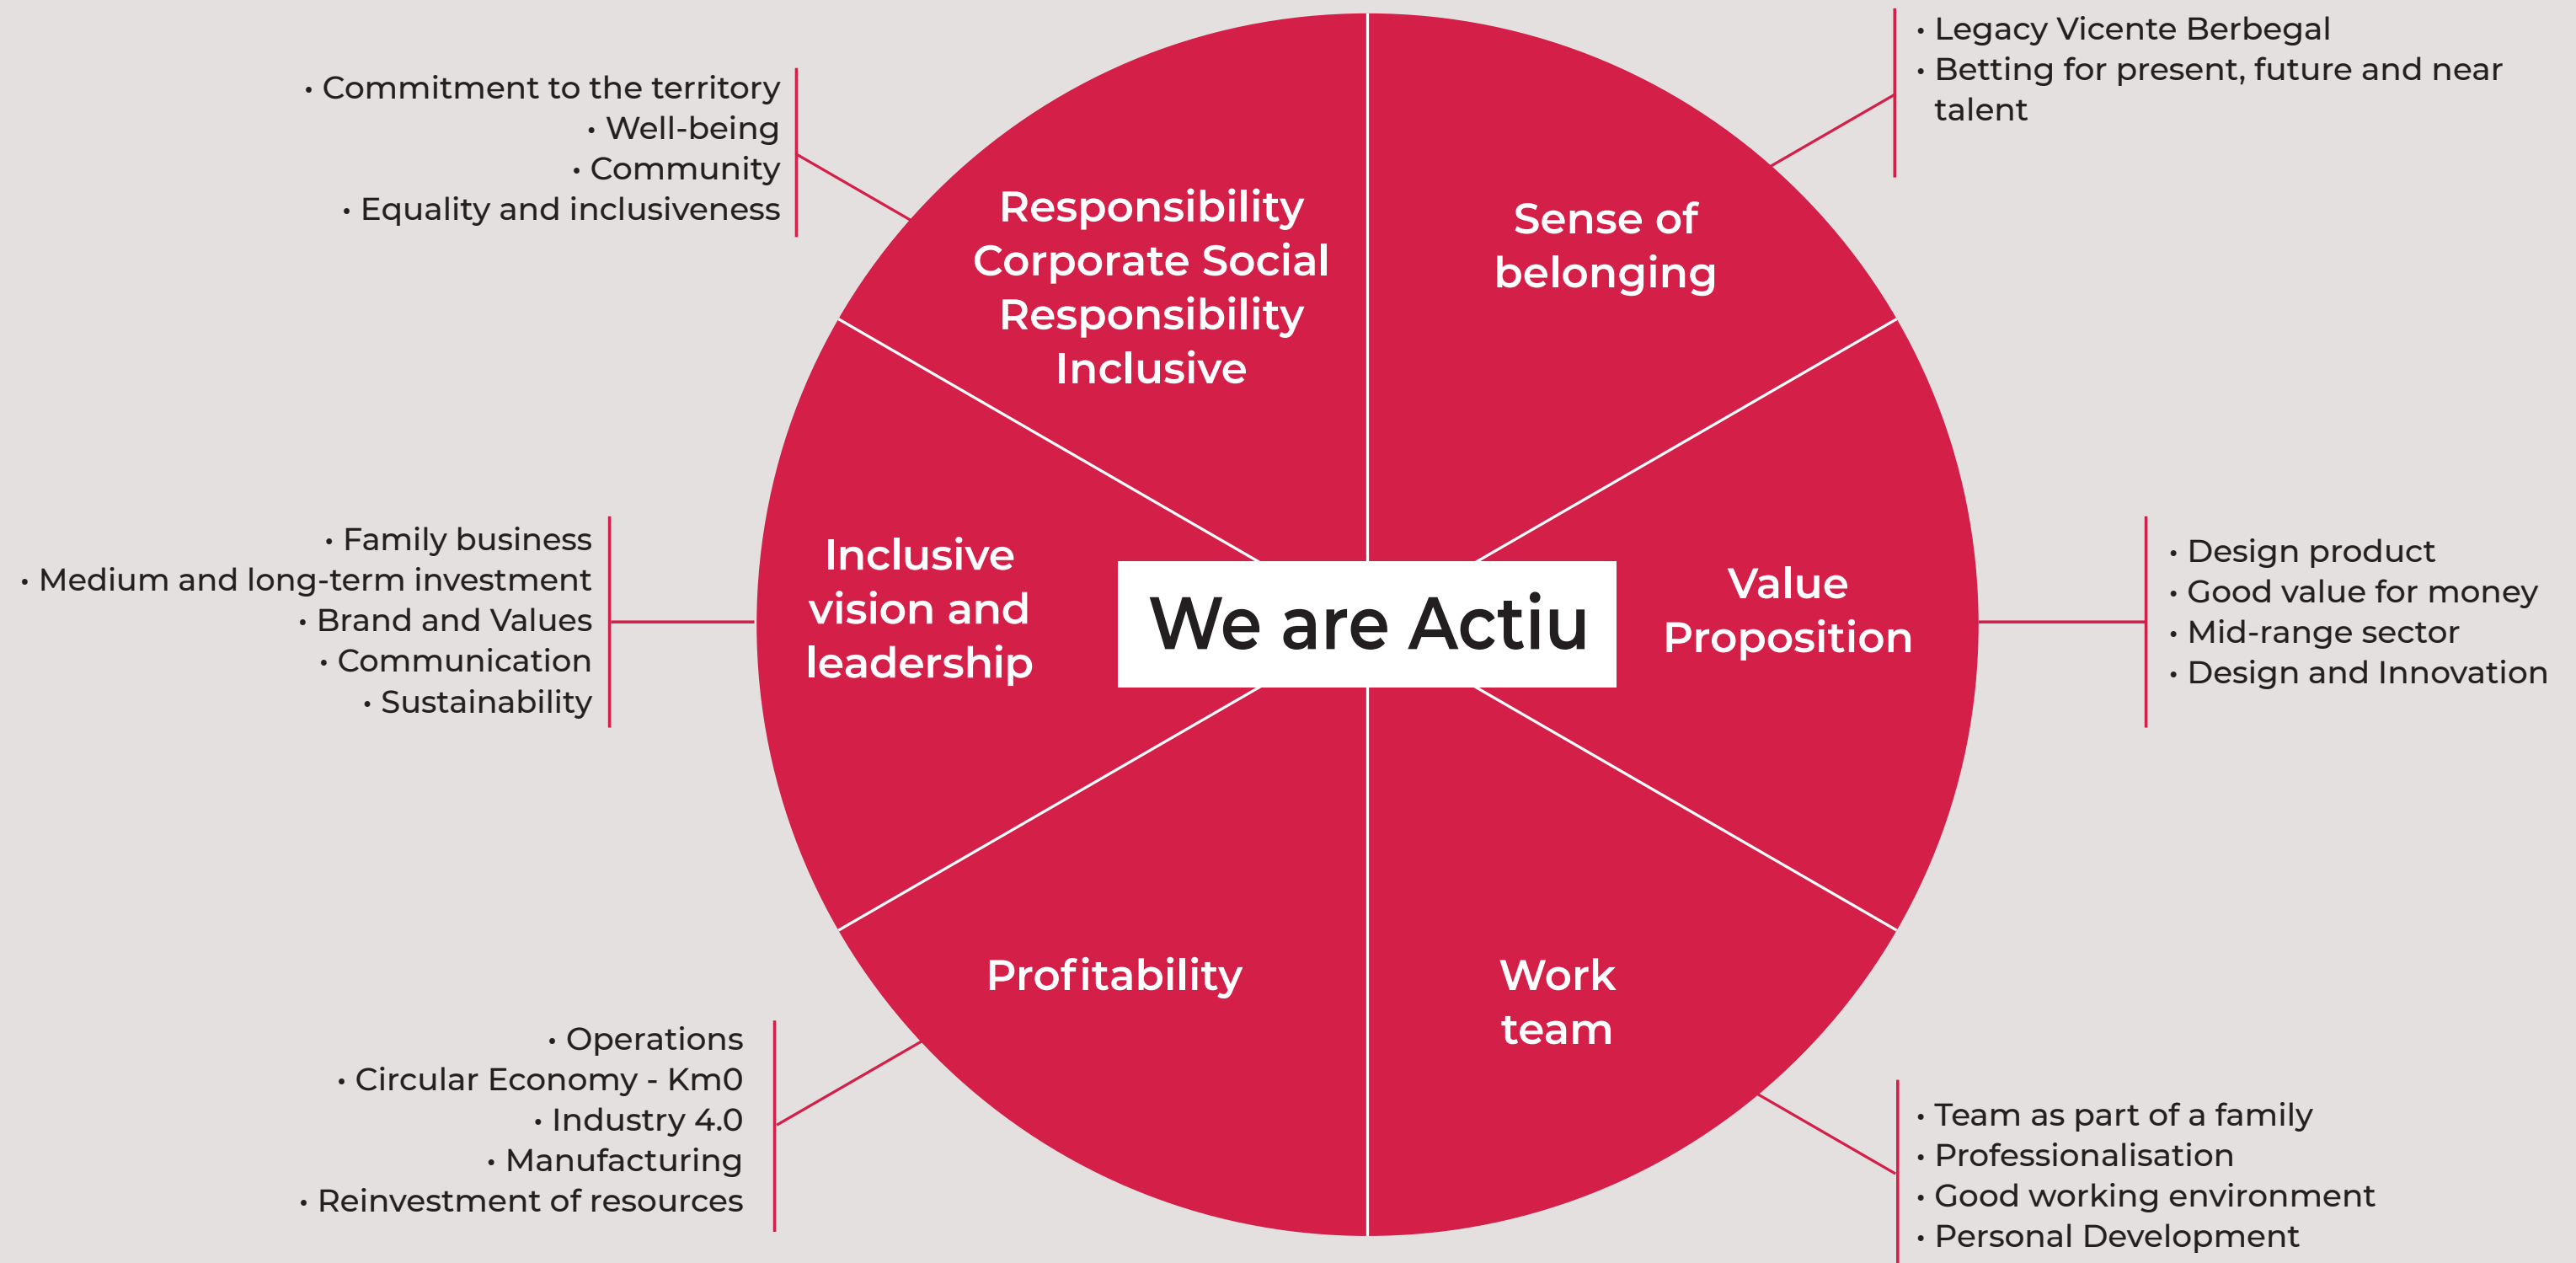 • Commitment to the territory
• Well-being
• Community
• Equality and inclusiveness
Responsibility
Corporate Social
Responsibility
Inclusive
Sense of
belonging
• Legacy Vicente Berbegal
• Betting for present, future and near
talent
• Family business
• Medium and long-term investment
• Brand and Values
• Communication
• Sustainability
Inclusive
vision and
leadership
We are Actiu
Value
Proposition
• Design product
• Good value for money
• Mid-range sector
• Design and Innovation
• Operations
• Circular Economy - Km0
• Industry 4.0
• Manufacturing
• Reinvestment of resources
Profitability
Work
team
• Team as part of a family
• Professionalisation
• Good working environment
• Personal Development